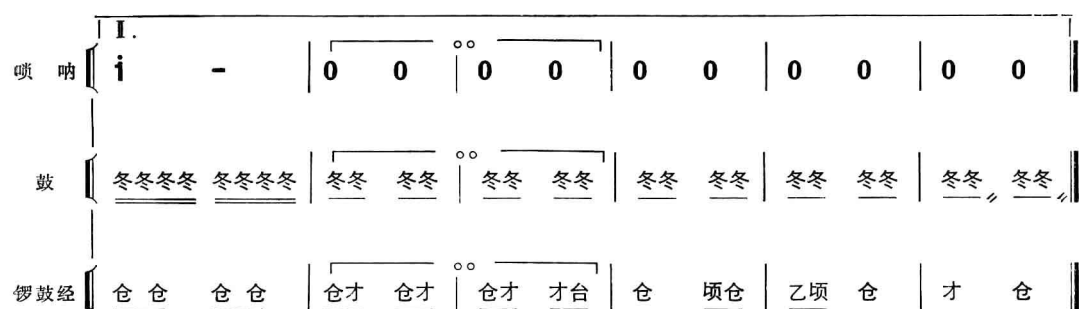 II.
唢 呐 i - | 0 0 | 0 0 | 0 0 | 0 0 | 0 0
鼓 冬冬冬冬 冬冬冬冬 | 冬冬 冬冬 | 冬冬 冬冬 | 冬冬 冬冬 | 冬冬 冬冬 | 冬冬 冬冬
锣鼓经 仓 仓 仓 仓 | 仓才 仓才 | 仓才 才台 | 仓 顷仓 | 乙顷 仓 | 才 仓